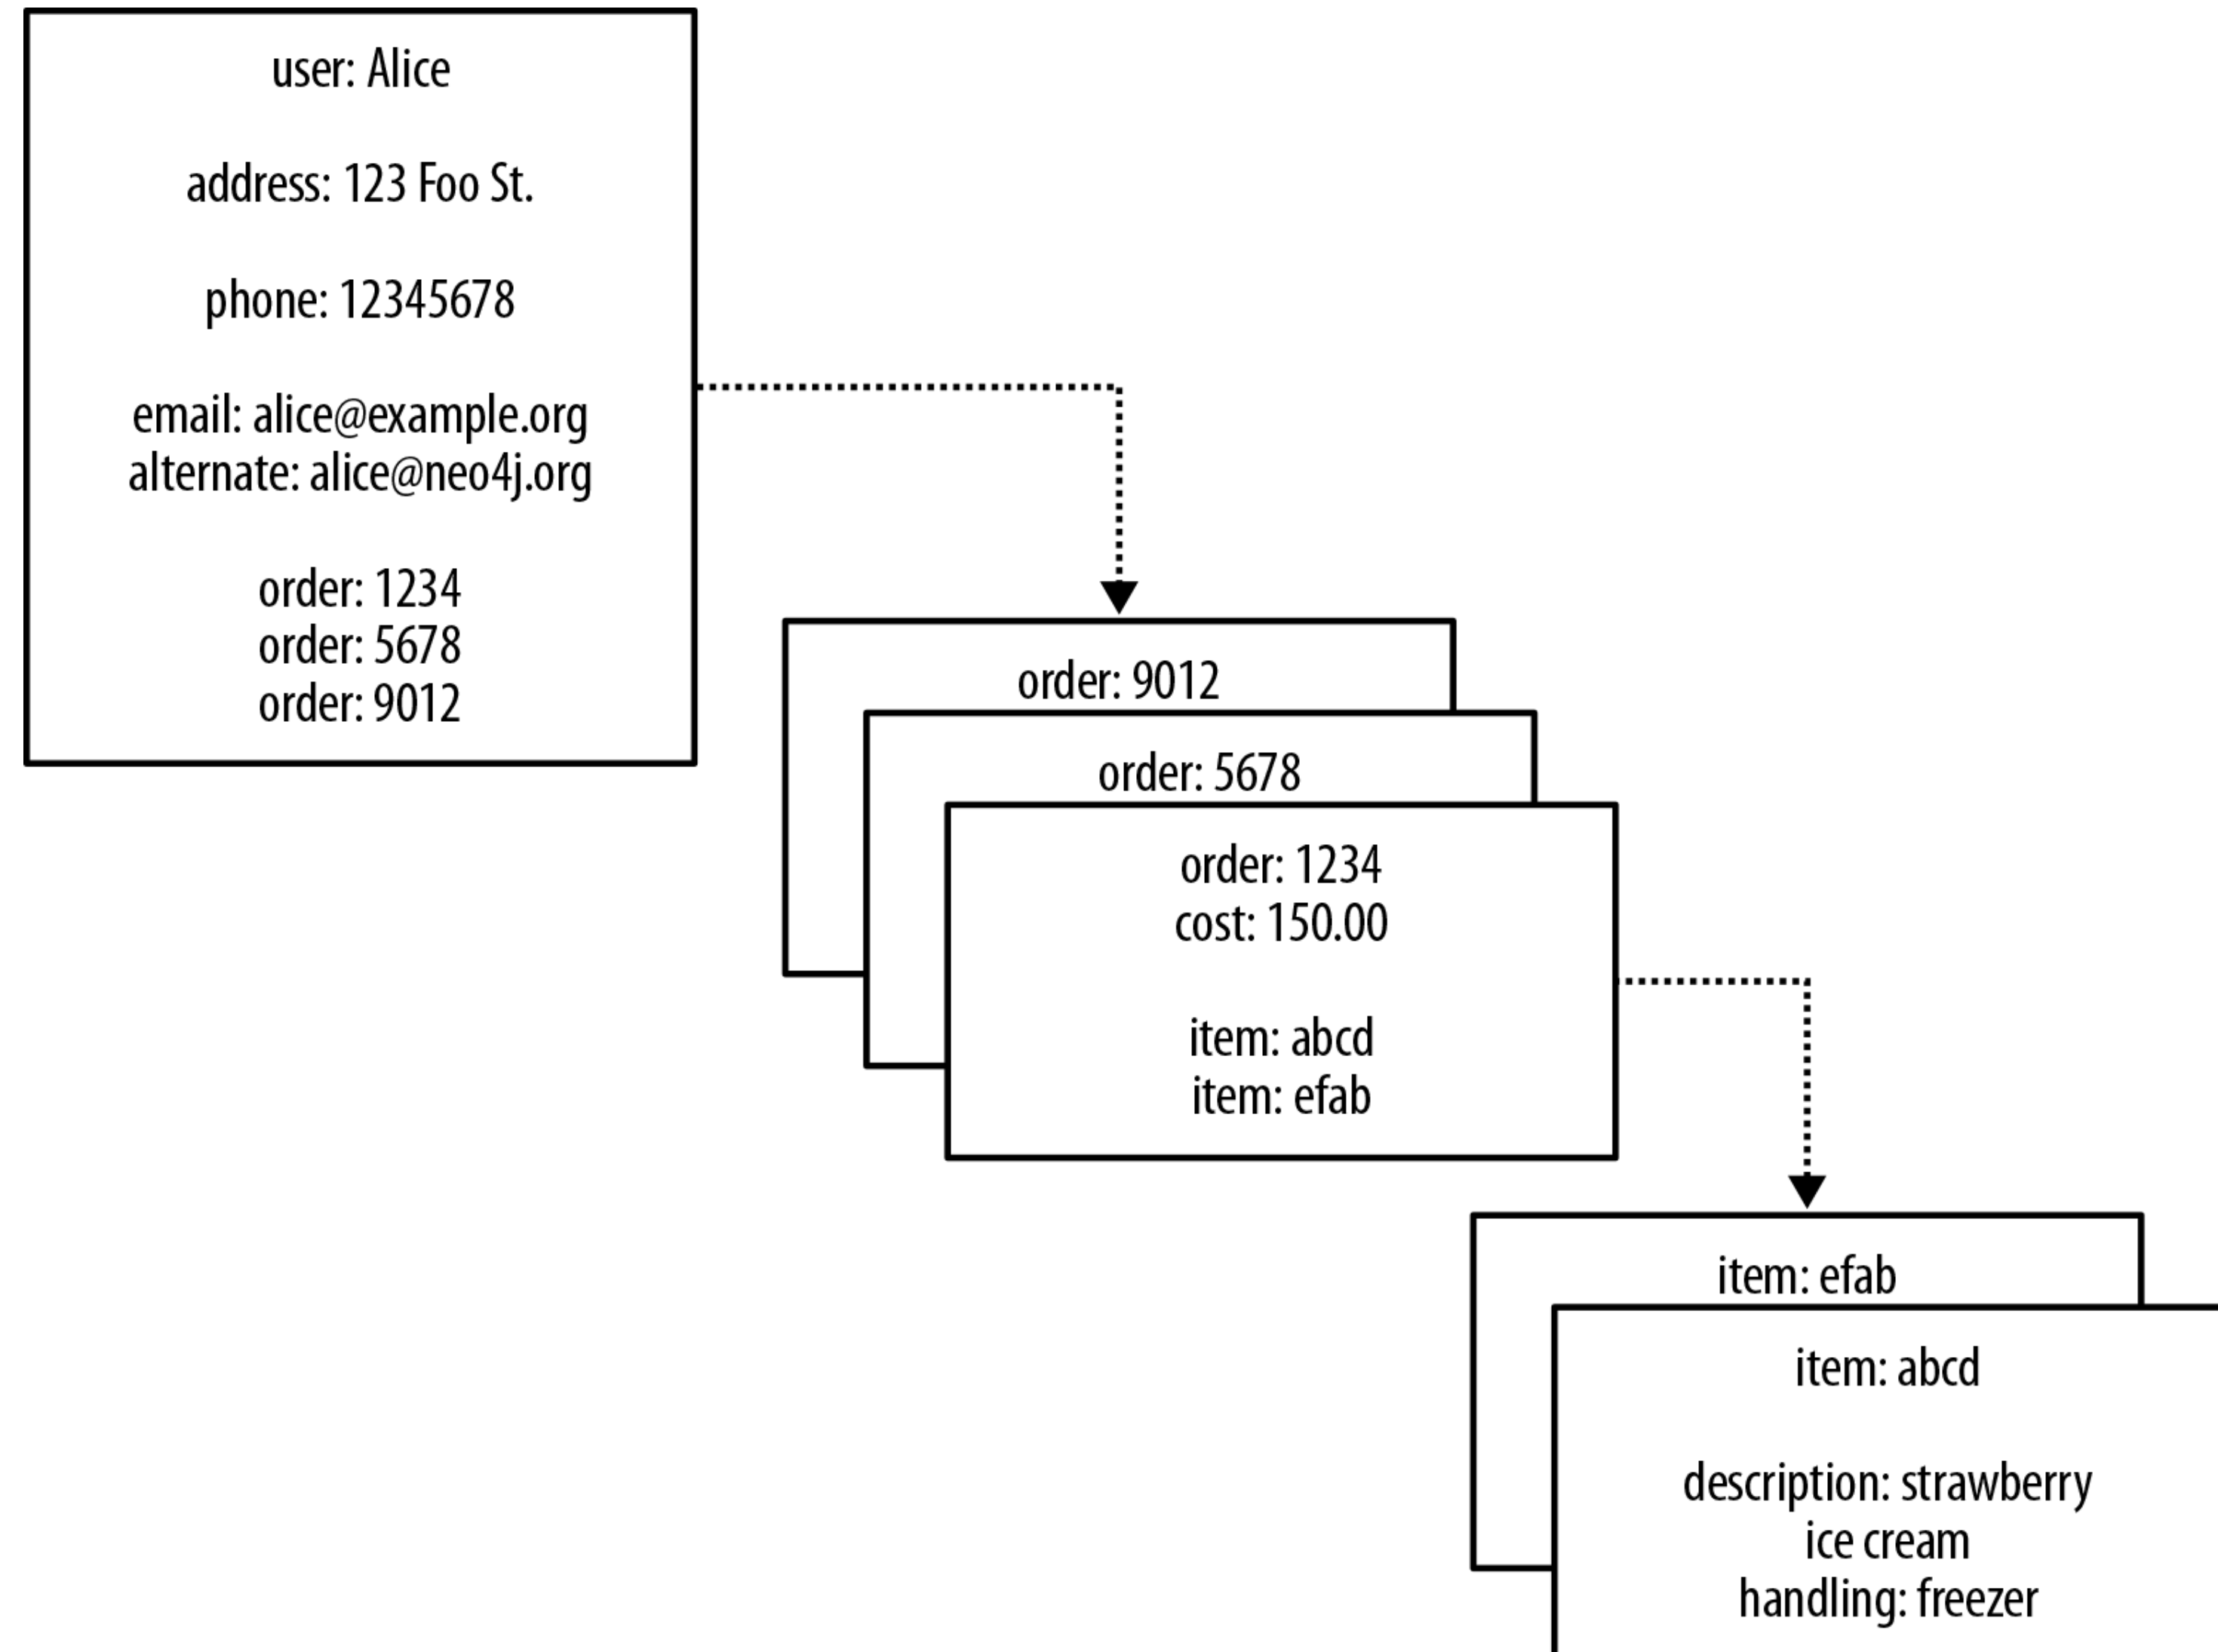 user: Alice
address: 123 Foo St.
phone: 12345678
email: alice@example.org
alternate: alice@neo4j.org
order: 1234
order: 5678
order: 9012
order: 9012
order: 5678
order: 1234
cost: 150.00
item: abcd
item: efab
item: efab
item: abcd
description: strawberry
ice cream
handling: freezer